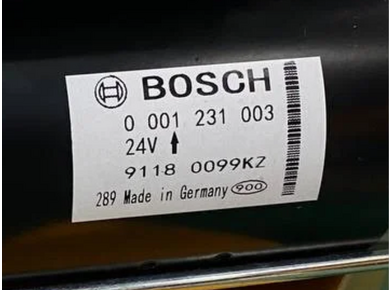 BOSCH
0 001 231 003
24V ↑
9118 0099KZ
289 Made in Germany 900